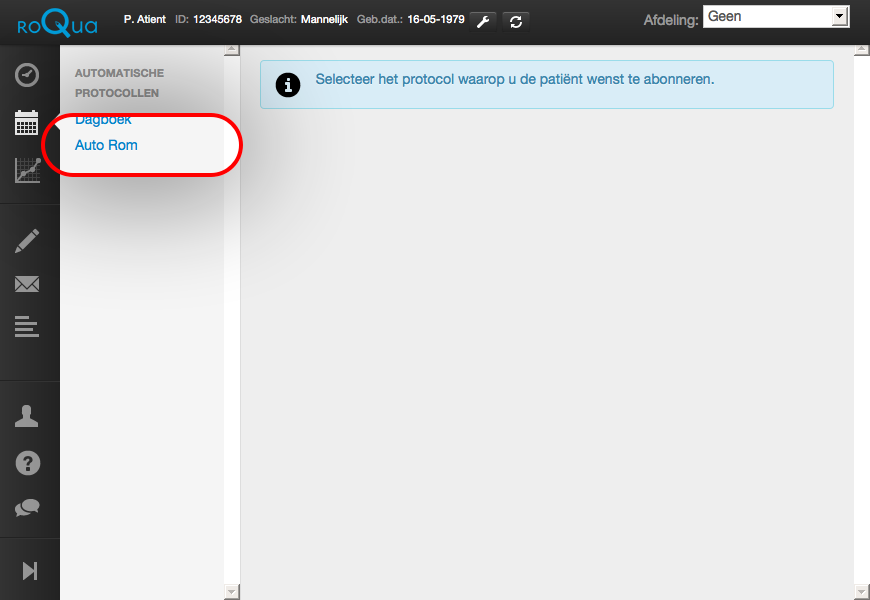 roQua
P. Atient ID: 12345678 Geslacht: Mannelijk Geb.dat.: 16-05-1979
Afdeling: Geen
AUTOMATISCHE
PROTOCOLLEN
Dagboek
Auto Rom
Selecteer het protocol waarop u de patiënt wenst te abonneren.